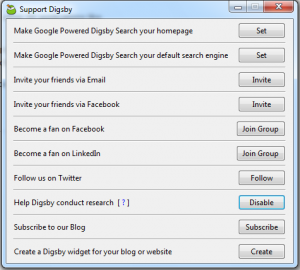 Support Digsby
Make Google Powered Digsby Search your homepage Set
Make Google Powered Digsby Search your default search engine Set
Invite your friends via Email Invite
Invite your friends via Facebook Invite
Become a fan on Facebook Join Group
Become a fan on LinkedIn Join Group
Follow us on Twitter Follow
Help Digsby conduct research [ ? ] Disable
Subscribe to our Blog Subscribe
Create a Digsby widget for your blog or website Create